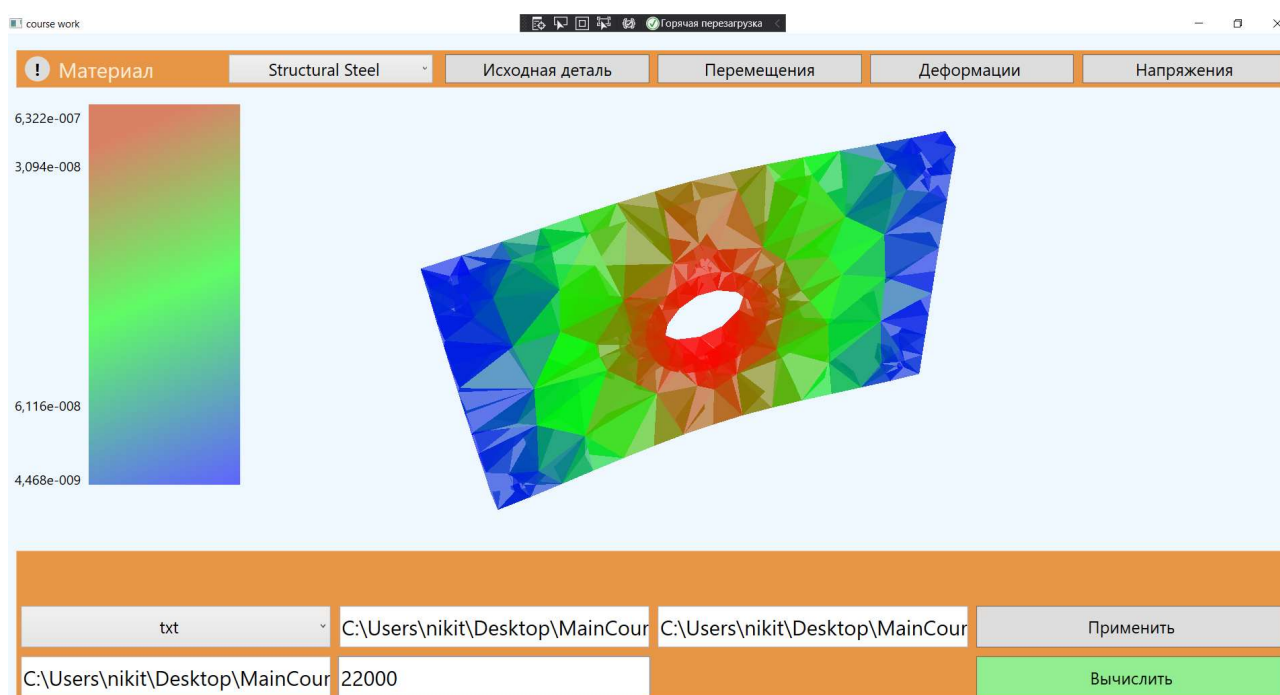 course work
Горячая перезагрузка
! Материал
Structural Steel
Исходная деталь
Перемещения
Деформации
Напряжения
6,322e-007
3,094e-008
6,116e-008
4,468e-009
txt
C:\Users\nikit\Desktop\MainCour
C:\Users\nikit\Desktop\MainCour
Применить
C:\Users\nikit\Desktop\MainCour
22000
Вычислить